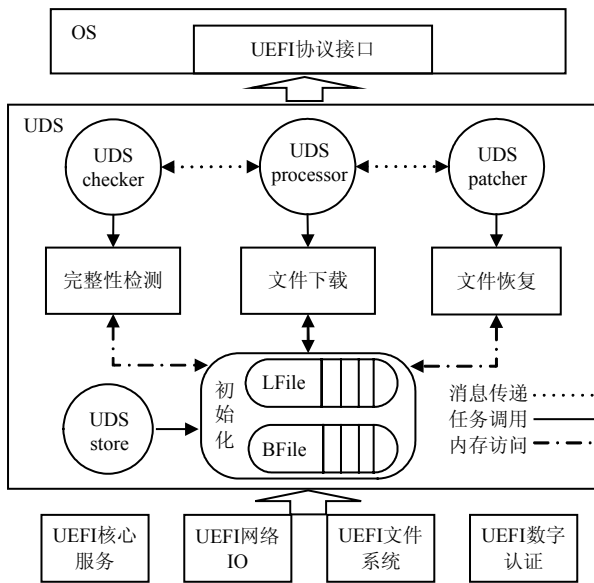 OS
UEFI协议接口
UDS
UDS
checker
UDS
processor
UDS
patcher
完整性检测
文件下载
文件恢复
初
始
化
LFile
BFile
UDS
store
消息传递
任务调用
内存访问
UEFI核心
服务
UEFI网络
IO
UEFI文件
系统
UEFI数字
认证